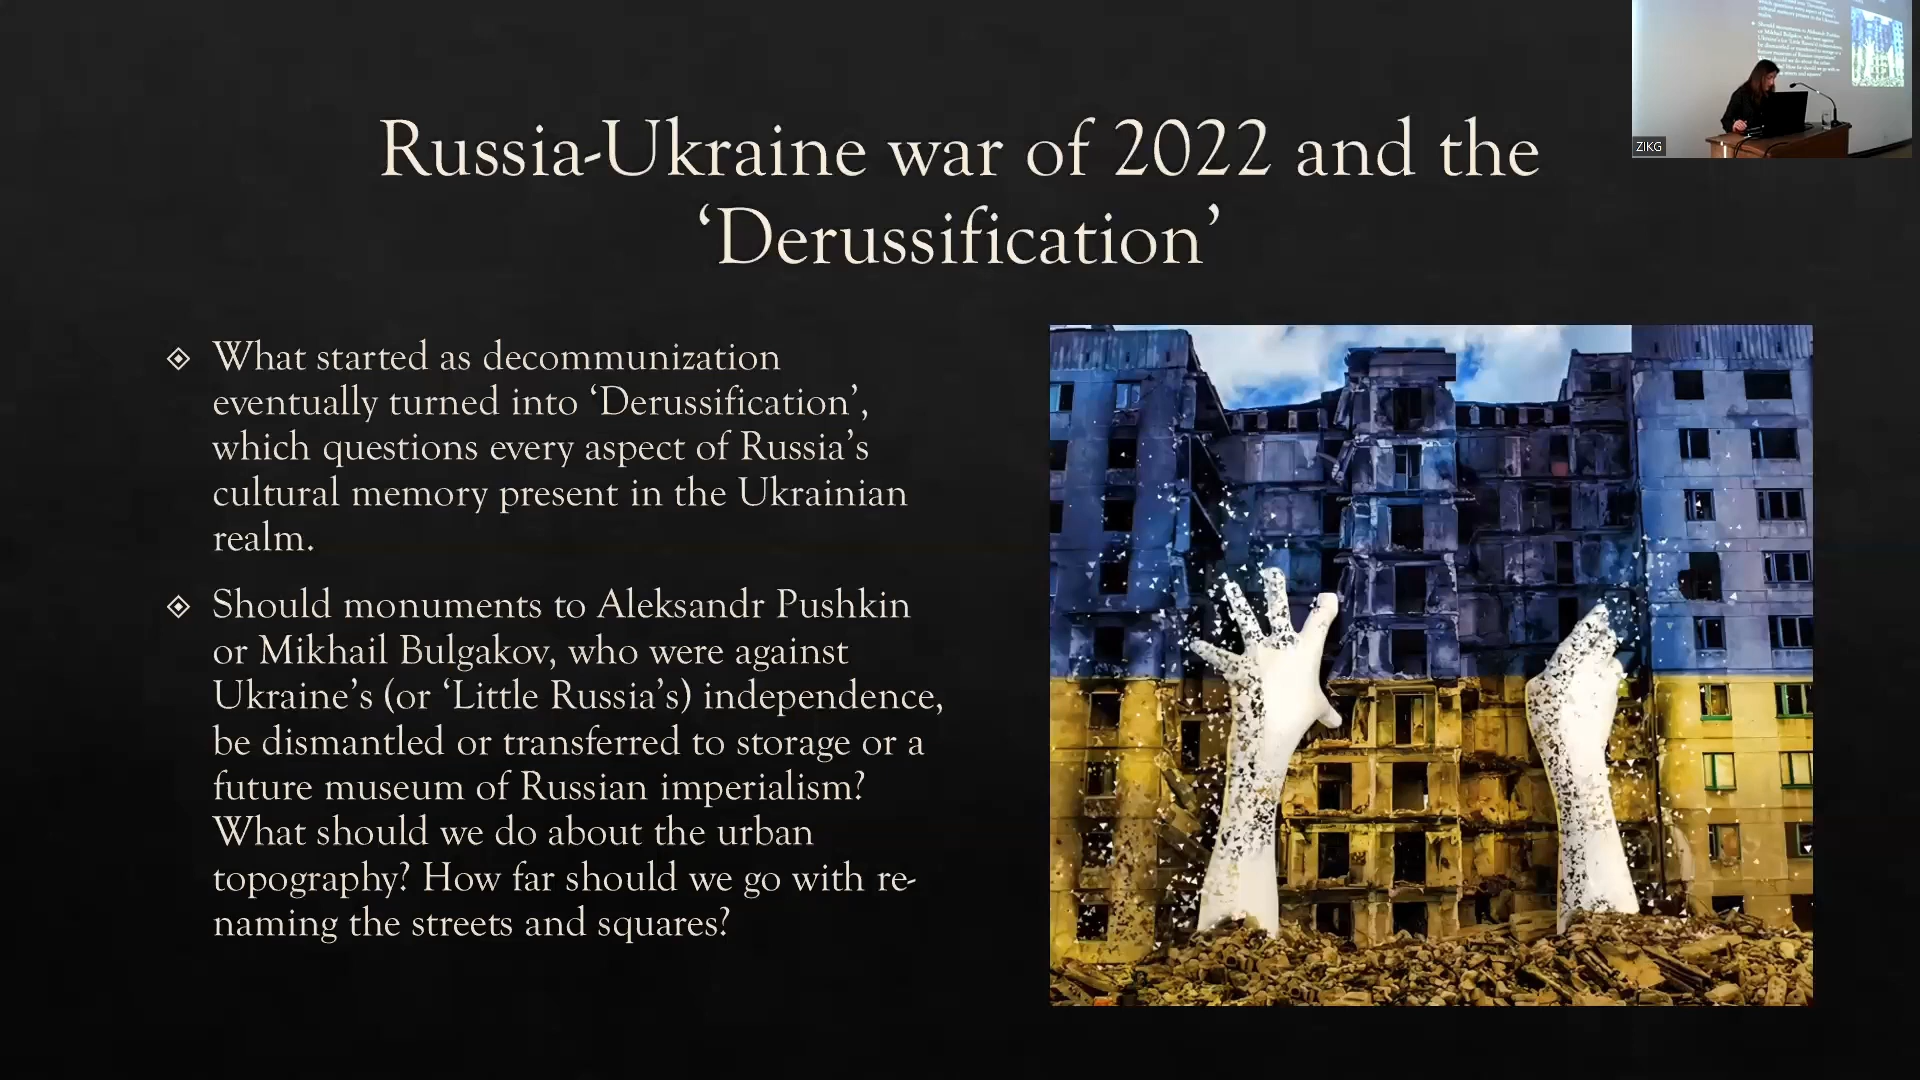 Russia-Ukraine war of 2022 and the
‘Derussification’
What started as decommunization
eventually turned into ‘Derussification’,
which questions every aspect of Russia’s
cultural memory present in the Ukrainian
realm.
Should monuments to Aleksandr Pushkin
or Mikhail Bulgakov, who were against
Ukraine’s (or ‘Little Russia’s) independence,
be dismantled or transferred to storage or a
future museum of Russian imperialism?
What should we do about the urban
topography? How far should we go with re-
naming the streets and squares?
ZIKG